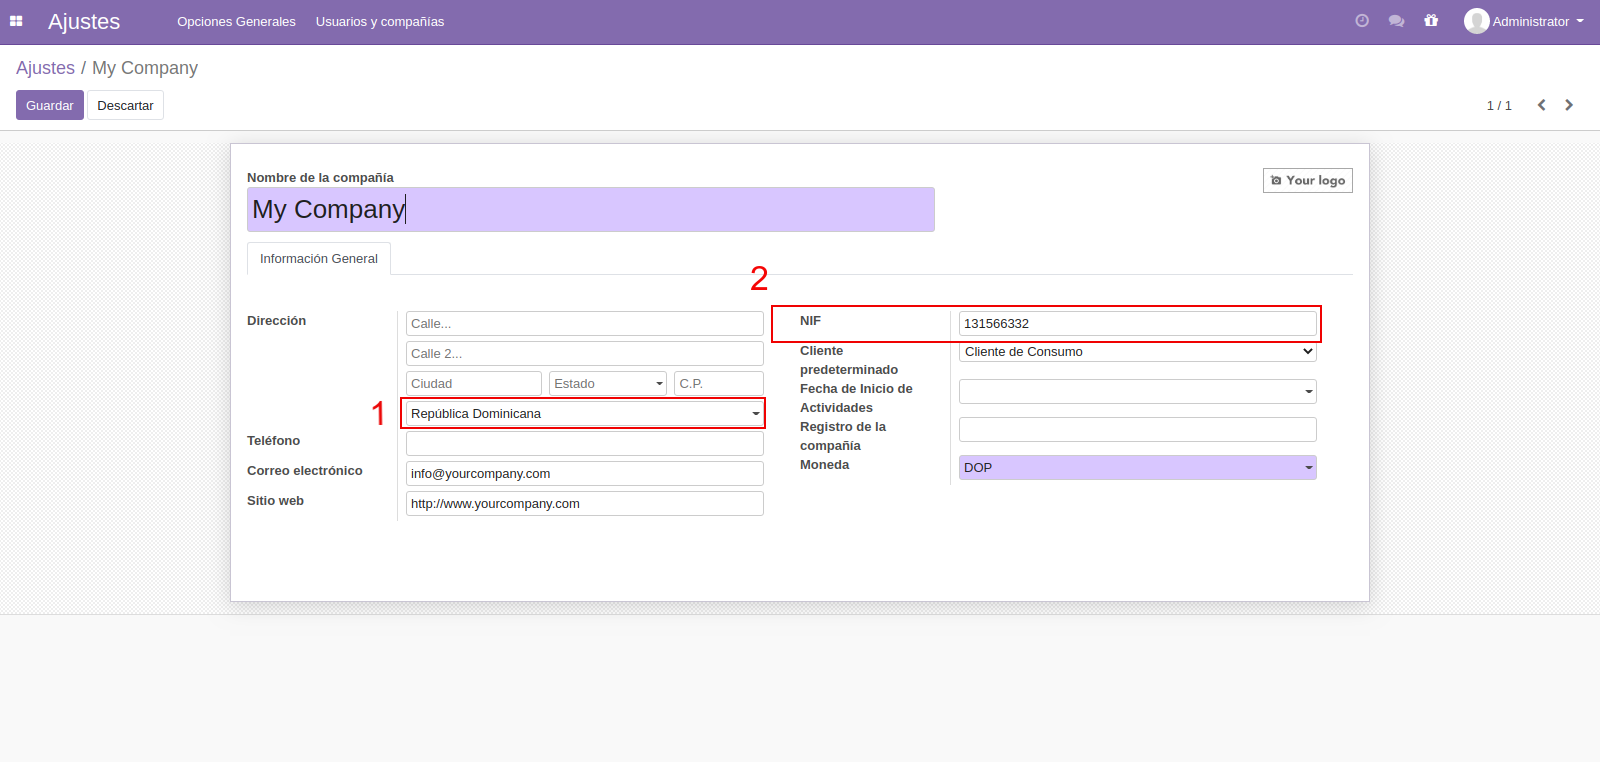 Ajustes Opciones Generales Usuarios y compañías Administrator
Ajustes / My Company
Guardar Descartar 1 / 1
Nombre de la compañía
Your logo
My Company
Información General
2
Dirección Calle... NIF 131566332
Calle 2... Cliente predeterminado Cliente de Consumo
Ciudad Estado C.P. Fecha de Inicio de Actividades
1 República Dominicana
Registro de la compañía
Teléfono
Correo electrónico info@yourcompany.com Moneda DOP
Sitio web http://www.yourcompany.com